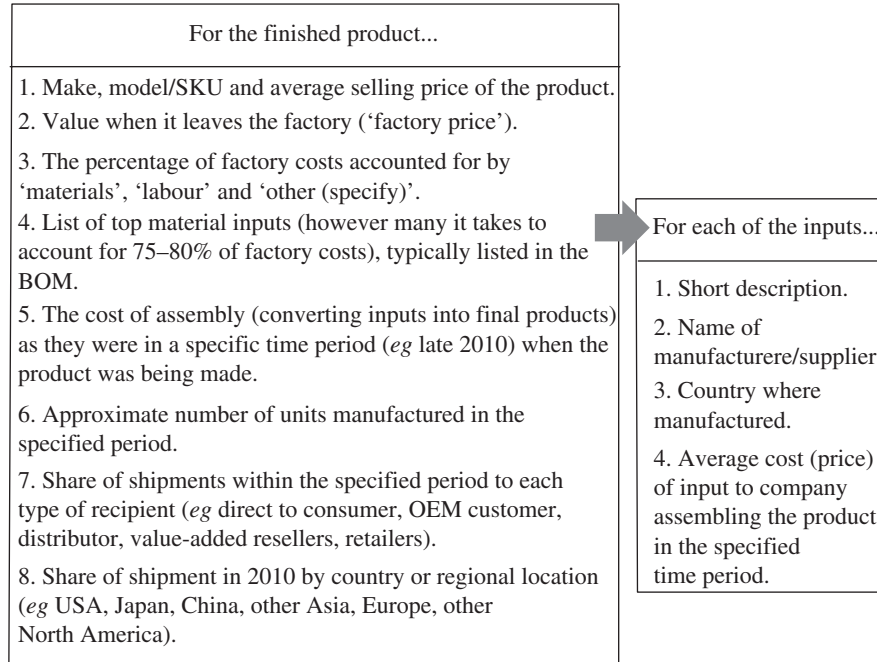 For the finished product...
1. Make, model/SKU and average selling price of the product.
2. Value when it leaves the factory (‘factory price’).
3. The percentage of factory costs accounted for by
‘materials’, ‘labour’ and ‘other (specify)’.
4. List of top material inputs (however many it takes to
account for 75–80% of factory costs), typically listed in the
BOM.
5. The cost of assembly (converting inputs into final products)
as they were in a specific time period (eg late 2010) when the
product was being made.
6. Approximate number of units manufactured in the
specified period.
7. Share of shipments within the specified period to each
type of recipient (eg direct to consumer, OEM customer,
distributor, value-added resellers, retailers).
8. Share of shipment in 2010 by country or regional location
(eg USA, Japan, China, other Asia, Europe, other
North America).
For each of the inputs...
1. Short description.
2. Name of
manufacturere/supplier
3. Country where
manufactured.
4. Average cost (price)
of input to company
assembling the product
in the specified
time period.